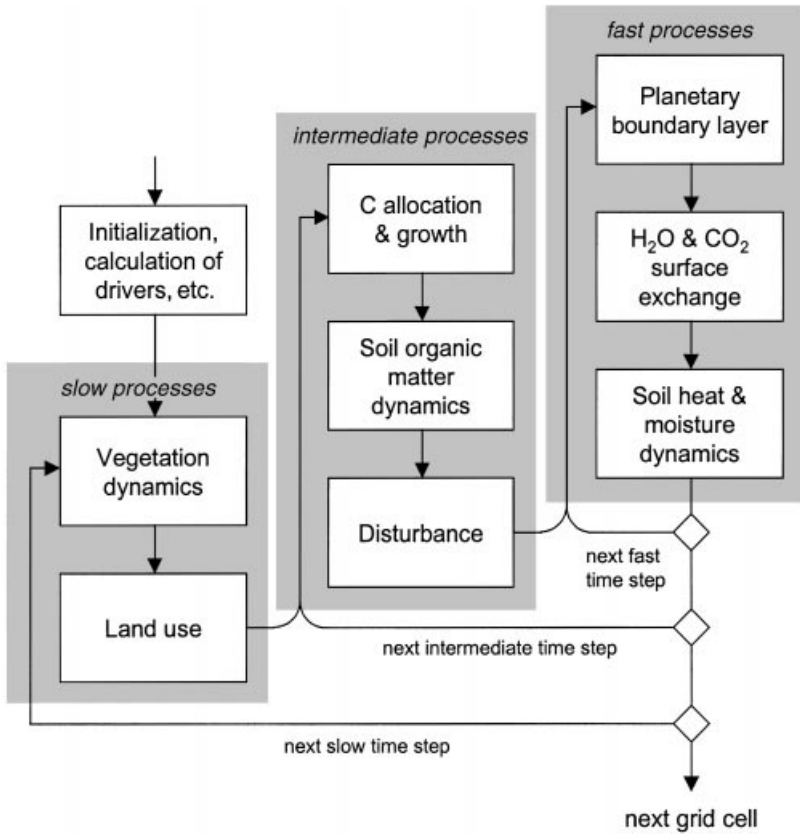 fast processes
Planetary
boundary layer
H₂O & CO₂
surface
exchange
Soil heat &
moisture
dynamics
intermediate processes
C allocation
& growth
Soil organic
matter
dynamics
Disturbance
Initialization,
calculation of
drivers, etc.
slow processes
Vegetation
dynamics
Land use
next fast
time step
next intermediate time step
next slow time step
next grid cell